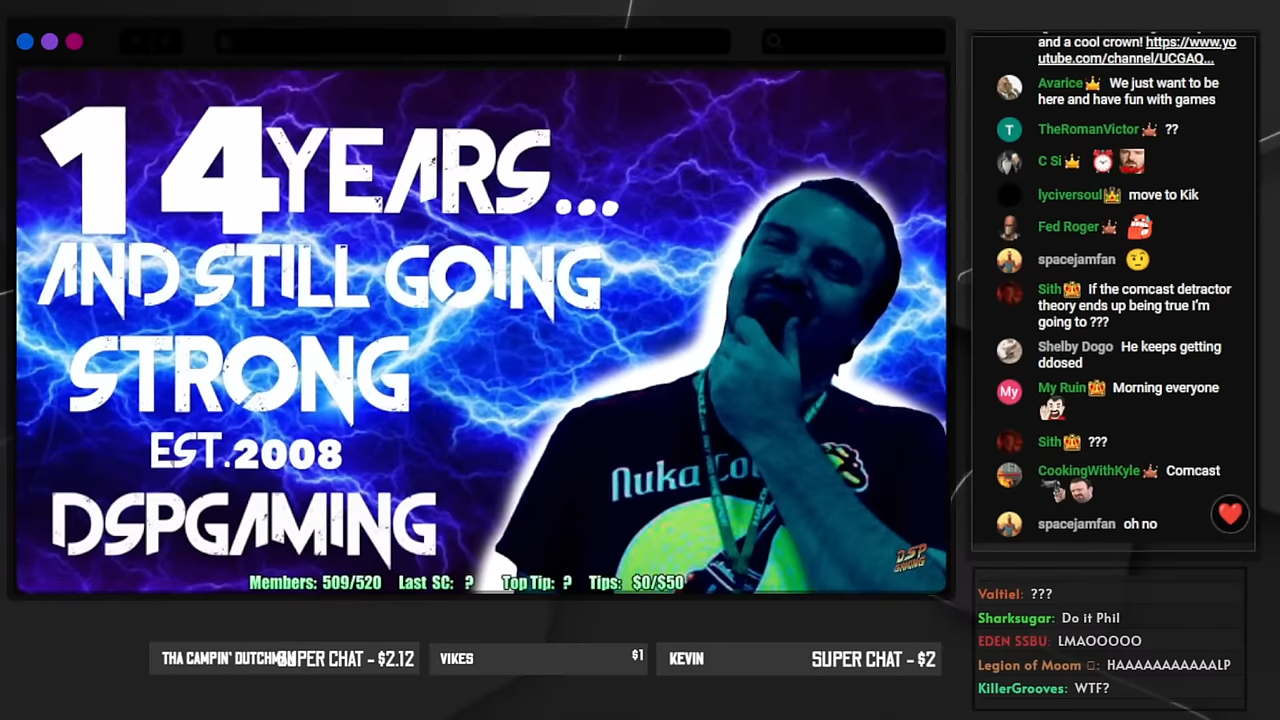 14 YEARS...
AND STILL GOING
STRONG
EST. 2008
DSPGAMING
Nuka Co
DSP
GAMING
Members: 509/520 Last SC: ? Top Tip: ? Tips: $0/$50
THA CAMPIN' DUTCHMAN SUPER CHAT - $2.12
VIKES $1
KEVIN SUPER CHAT - $2
and a cool crown! https://www.yo
utube.com/channel/UCGAQ...
Avarice We just want to be
here and have fun with games
T
TheRomanVictor ??
C Si
lyciversoul move to Kik
Fed Roger
spacejamfan
Sith If the comcast detractor
theory ends up being true I'm
going to ???
Shelby Dogo He keeps getting
ddosed
My
My Ruin Morning everyone
Sith ???
CookingWithKyle Comcast
spacejamfan oh no
Valtiel: ???
Sharksugar: Do it Phil
EDEN SSBU: LMAOOOOO
Legion of Moom : HAAAAAAAAAAALP
KillerGrooves: WTF?